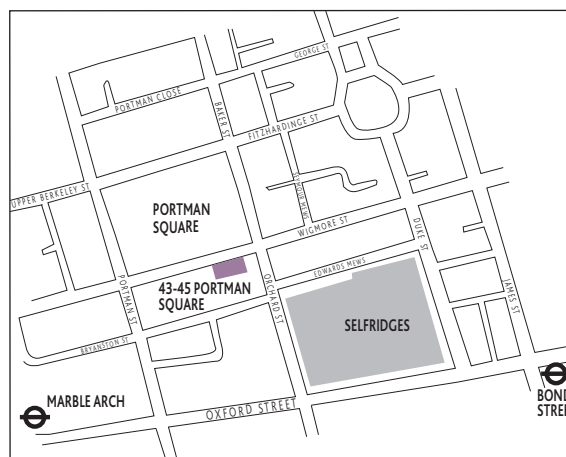 GEORGE ST
PORTMAN CLOSE
BAKER ST
FITZHARDINGE ST
UPPER BERKELEY ST
SEYMOUR MEWS
PORTMAN
SQUARE
WIGMORE ST
DUKE ST
EDWARDS MEWS
PORTMAN ST
43-45 PORTMAN
SQUARE
ORCHARD ST
JAMES ST
SELFRIDGES
BRYANSTON ST
MARBLE ARCH
OXFORD STREET
BOND
STREE